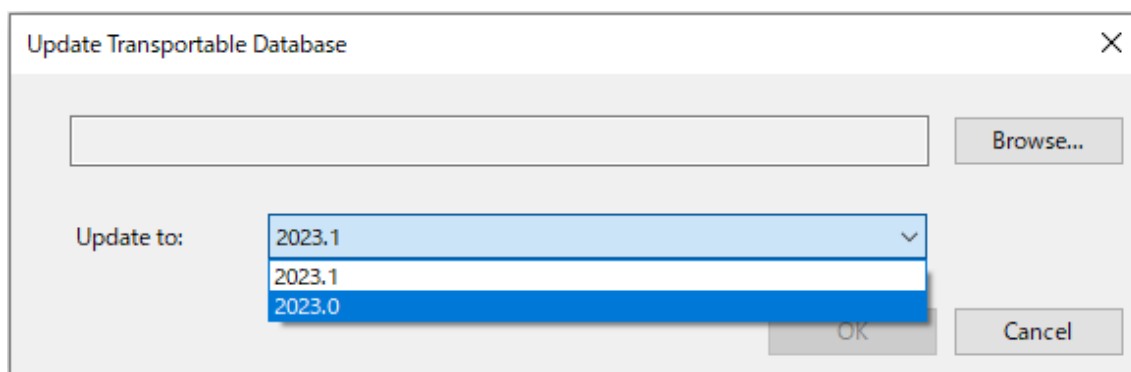 Update Transportable Database
Browse...
Update to:
2023.1
2023.1
2023.0
OK
Cancel